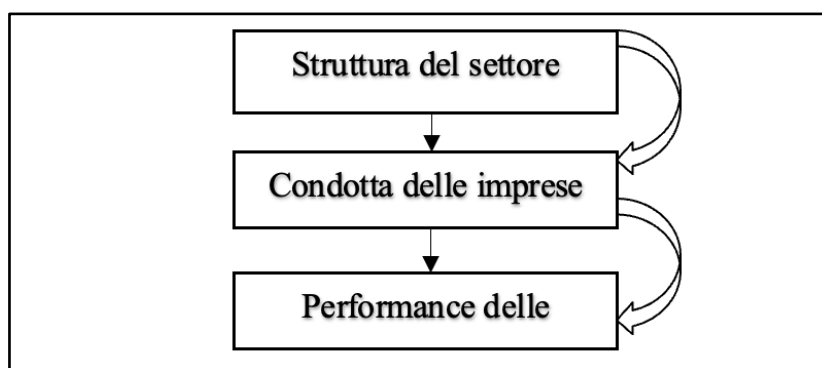 Struttura del settore
Condotta delle imprese
Performance delle